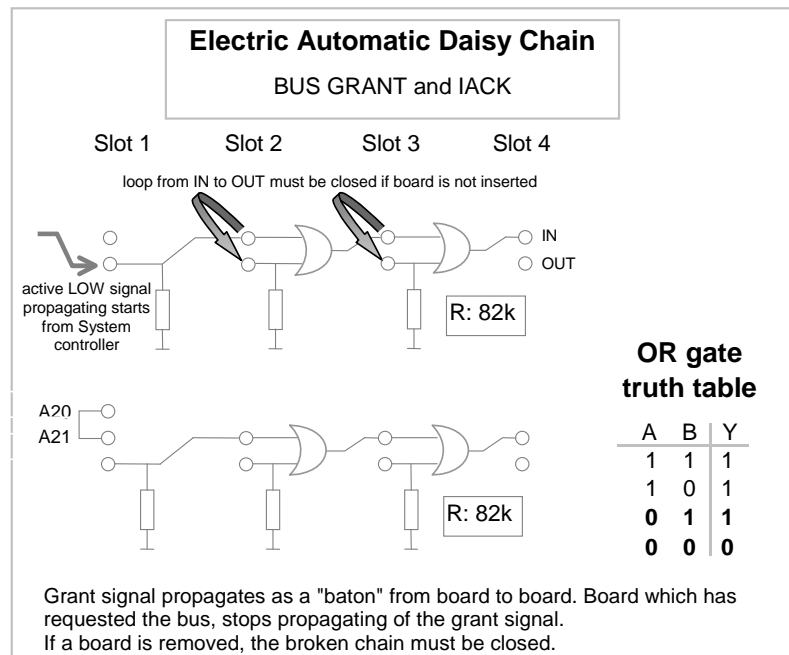 Electric Automatic Daisy Chain
BUS GRANT and IACK
Slot 1 Slot 2 Slot 3 Slot 4
loop from IN to OUT must be closed if board is not inserted
IN
OUT
active LOW signal
propagating starts
from System
controller
R: 82k
OR gate
truth table
A B Y
1 1 1
1 0 1
0 1 1
0 0 0
A20
A21
R: 82k
Grant signal propagates as a "baton" from board to board. Board which has
requested the bus, stops propagating of the grant signal.
If a board is removed, the broken chain must be closed.